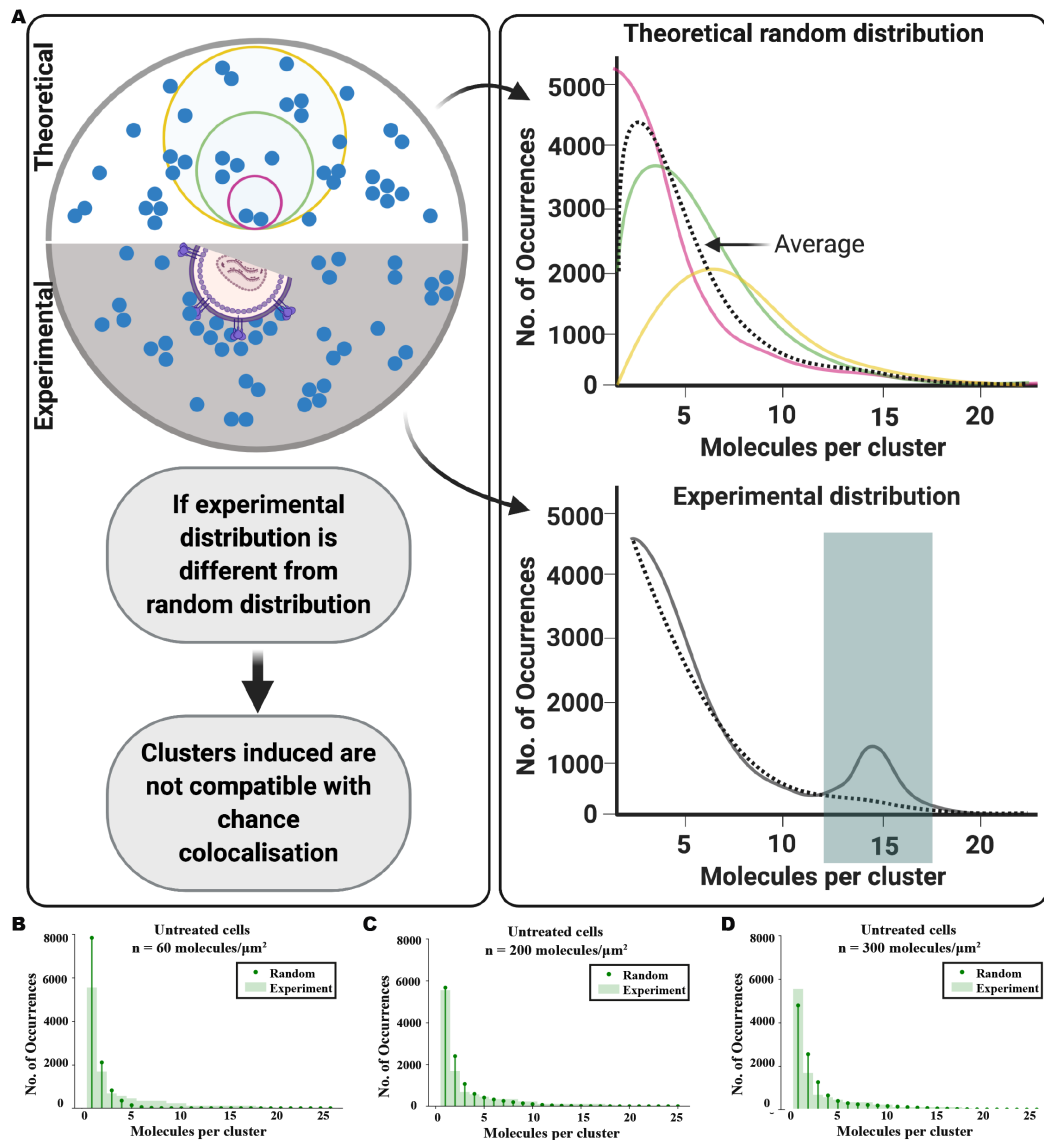 A
Theoretical
Experimental
If experimental
distribution is
different from
random distribution
Clusters induced are
not compatible with
chance
colocalisation
Theoretical random distribution
No. of Occurrences
5000
4000
3000
2000
1000
0
Average
5
10
15
20
Molecules per cluster
Experimental distribution
No. of Occurrences
5000
4000
3000
2000
1000
0
5
10
15
20
Molecules per cluster
B
Untreated cells
n = 60 molecules/µm²
Random
Experiment
No. of Occurrences
8000
6000
4000
2000
0
0
5
10
15
20
25
Molecules per cluster
C
Untreated cells
n = 200 molecules/µm²
Random
Experiment
No. of Occurrences
8000
6000
4000
2000
0
0
5
10
15
20
25
Molecules per cluster
D
Untreated cells
n = 300 molecules/µm²
Random
Experiment
No. of Occurrences
8000
6000
4000
2000
0
0
5
10
15
20
25
Molecules per cluster